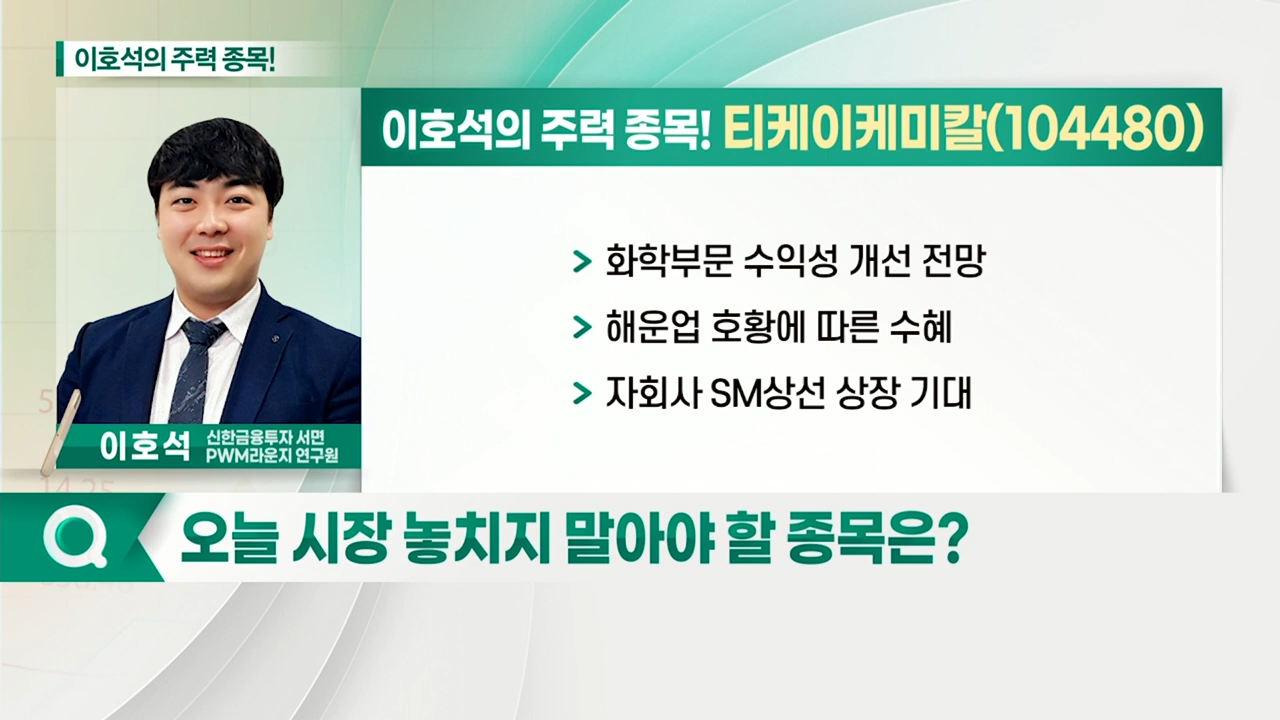 이호석의 주력 종목!
이호석의 주력 종목! 티케이케미칼(104480)
> 화학부문 수익성 개선 전망
> 해운업 호황에 따른 수혜
> 자회사 SM상선 상장 기대
이호석
신한금융투자 서면
PWM라운지 연구원
Q 오늘 시장 놓치지 말아야 할 종목은?